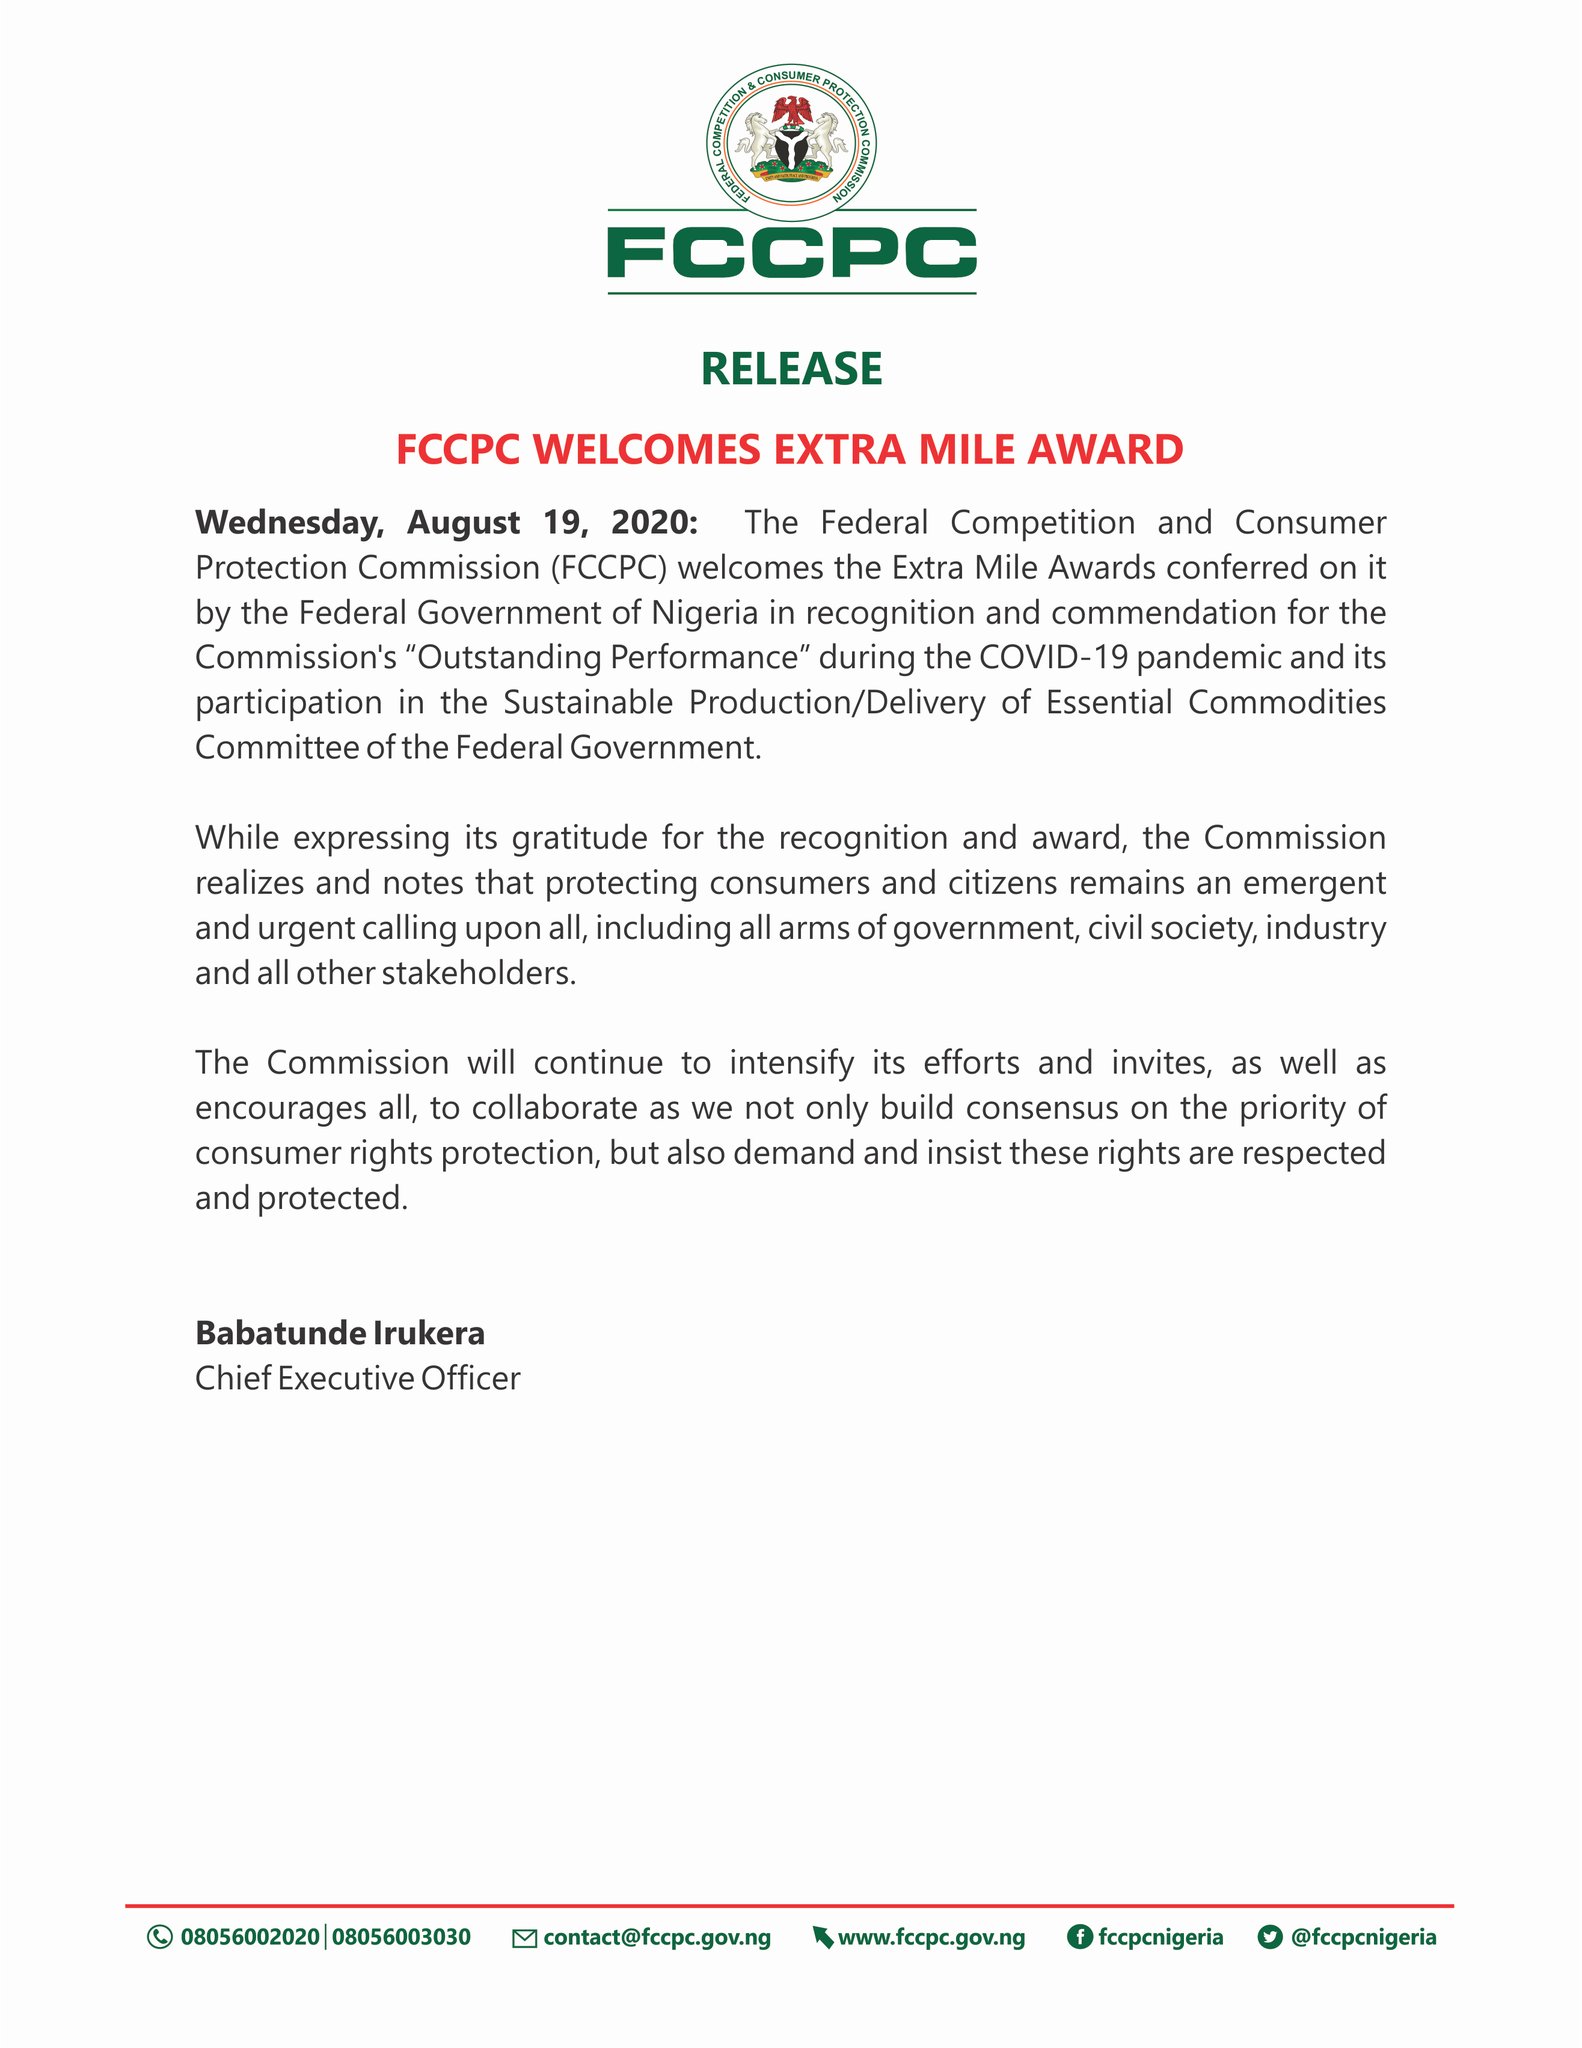 FEDERAL COMPETITION & CONSUMER PROTECTION COMMISSION
FCCPC
RELEASE
FCCPC WELCOMES EXTRA MILE AWARD
Wednesday, August 19, 2020: The Federal Competition and Consumer
Protection Commission (FCCPC) welcomes the Extra Mile Awards conferred on it
by the Federal Government of Nigeria in recognition and commendation for the
Commission's “Outstanding Performance” during the COVID-19 pandemic and its
participation in the Sustainable Production/Delivery of Essential Commodities
Committee of the Federal Government.
While expressing its gratitude for the recognition and award, the Commission
realizes and notes that protecting consumers and citizens remains an emergent
and urgent calling upon all, including all arms of government, civil society, industry
and all other stakeholders.
The Commission will continue to intensify its efforts and invites, as well as
encourages all, to collaborate as we not only build consensus on the priority of
consumer rights protection, but also demand and insist these rights are respected
and protected.
Babatunde Irukera
Chief Executive Officer
08056002020|08056003030 contact@fccpc.gov.ng www.fccpc.gov.ng fccpcnigeria @fccpcnigeria